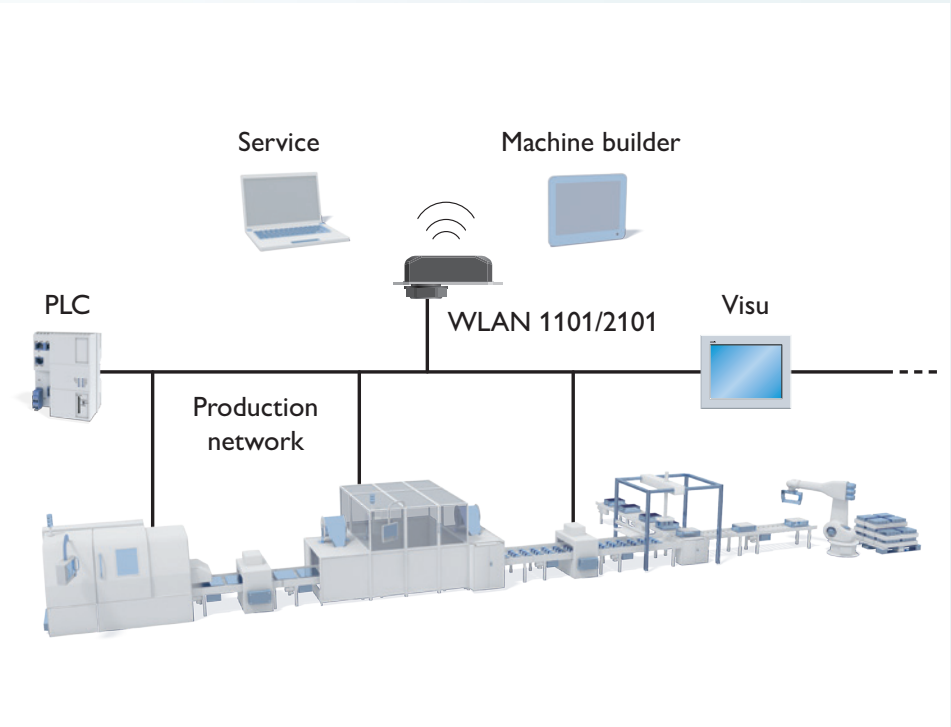 Service
Machine builder
PLC
WLAN 1101/2101
Visu
Production
network